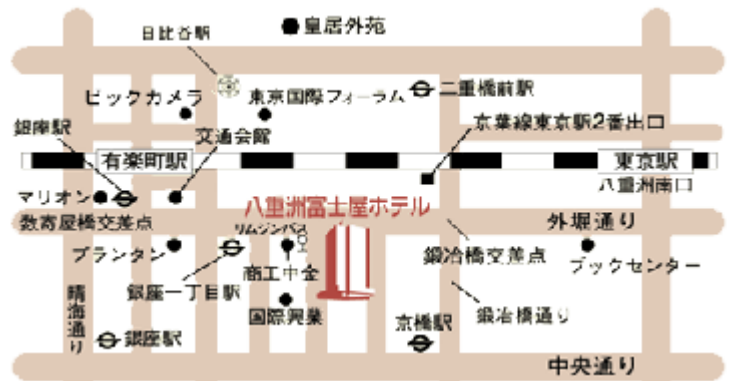 皇居外苑
日比谷駅
ビックカメラ
東京国際フォーラム
二重橋前駅
銀座駅
交通会館
京葉線東京駅2番出口
有楽町駅
東京駅
八重洲南口
マリオン
数寄屋橋交差点
八重洲富士屋ホテル
外堀通り
リムジンバス
プランタン
商工中金
鍛冶橋交差点
ブックセンター
銀座一丁目駅
晴海通り
国際興業
京橋駅
鍛冶橋通り
銀座駅
中央通り